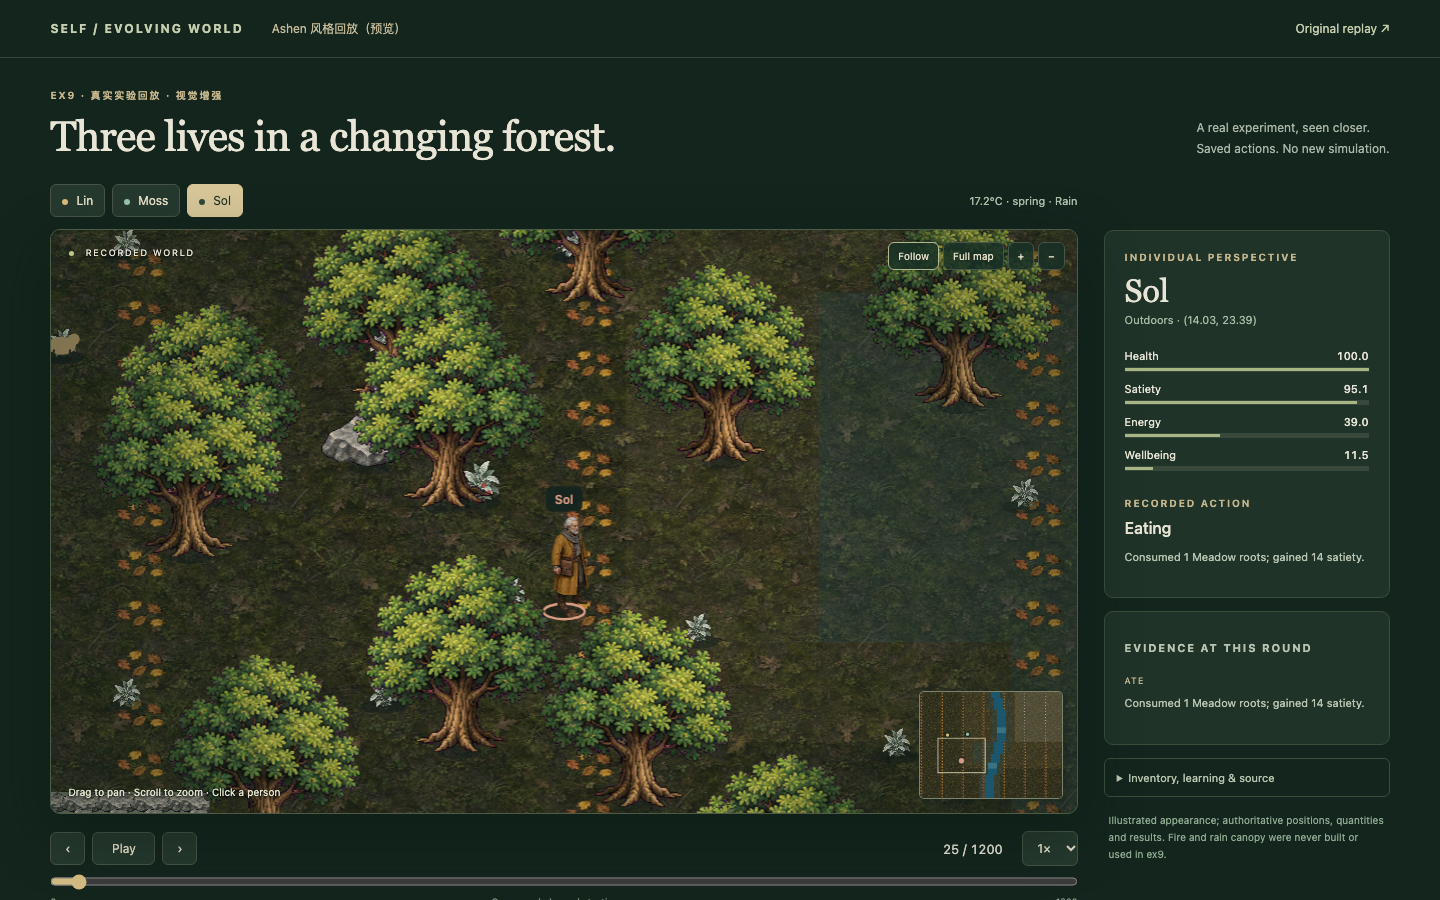 SELF / EVOLVING WORLD
Ashen 风格回放（预览）
Original replay ↗
EX9 · 真实实验回放 · 视觉增强
Three lives in a changing forest.
A real experiment, seen closer.
Saved actions. No new simulation.
Lin
Moss
Sol
17.2°C · spring · Rain
RECORDED WORLD
Follow
Full map
+
−
Sol
Drag to pan · Scroll to zoom · Click a person
INDIVIDUAL PERSPECTIVE
Sol
Outdoors · (14.03, 23.39)
Health 100.0
Satiety 95.1
Energy 39.0
Wellbeing 11.5
RECORDED ACTION
Eating
Consumed 1 Meadow roots; gained 14 satiety.
EVIDENCE AT THIS ROUND
ATE
Consumed 1 Meadow roots; gained 14 satiety.
▸ Inventory, learning & source
Illustrated appearance; authoritative positions, quantities
and results. Fire and rain canopy were never built or
used in ex9.
‹
Play
›
25 / 1200
1×